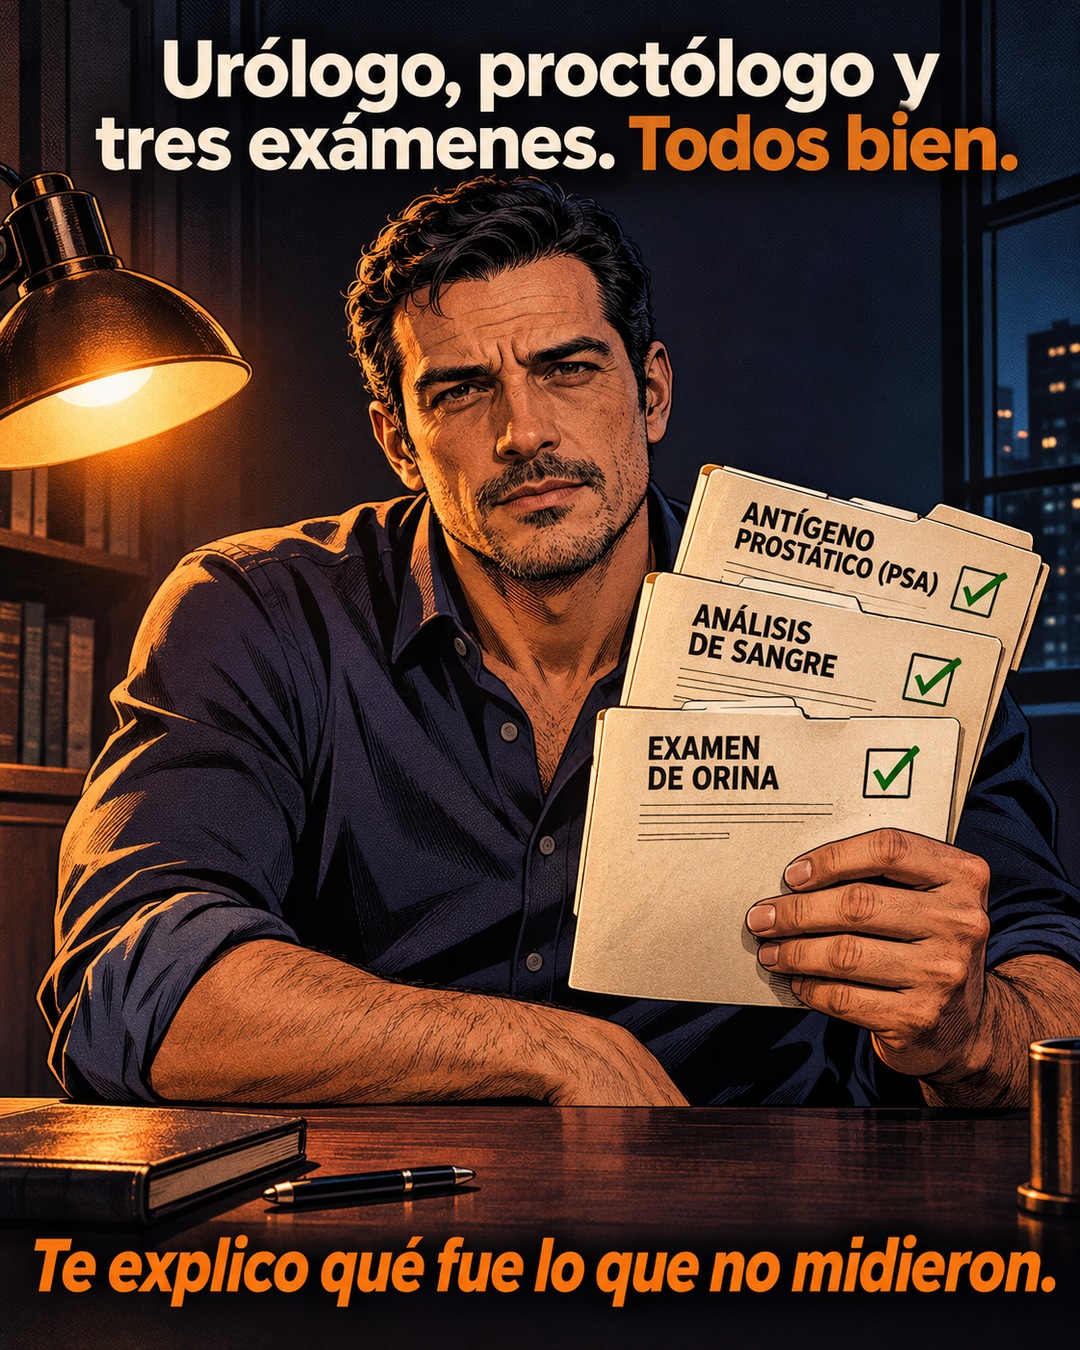 Urólogo, proctólogo y
tres exámenes. Todos bien.
ANTÍGENO
PROSTÁTICO (PSA)
ANÁLISIS
DE SANGRE
EXAMEN
DE ORINA
Te explico qué fue lo que no midieron.